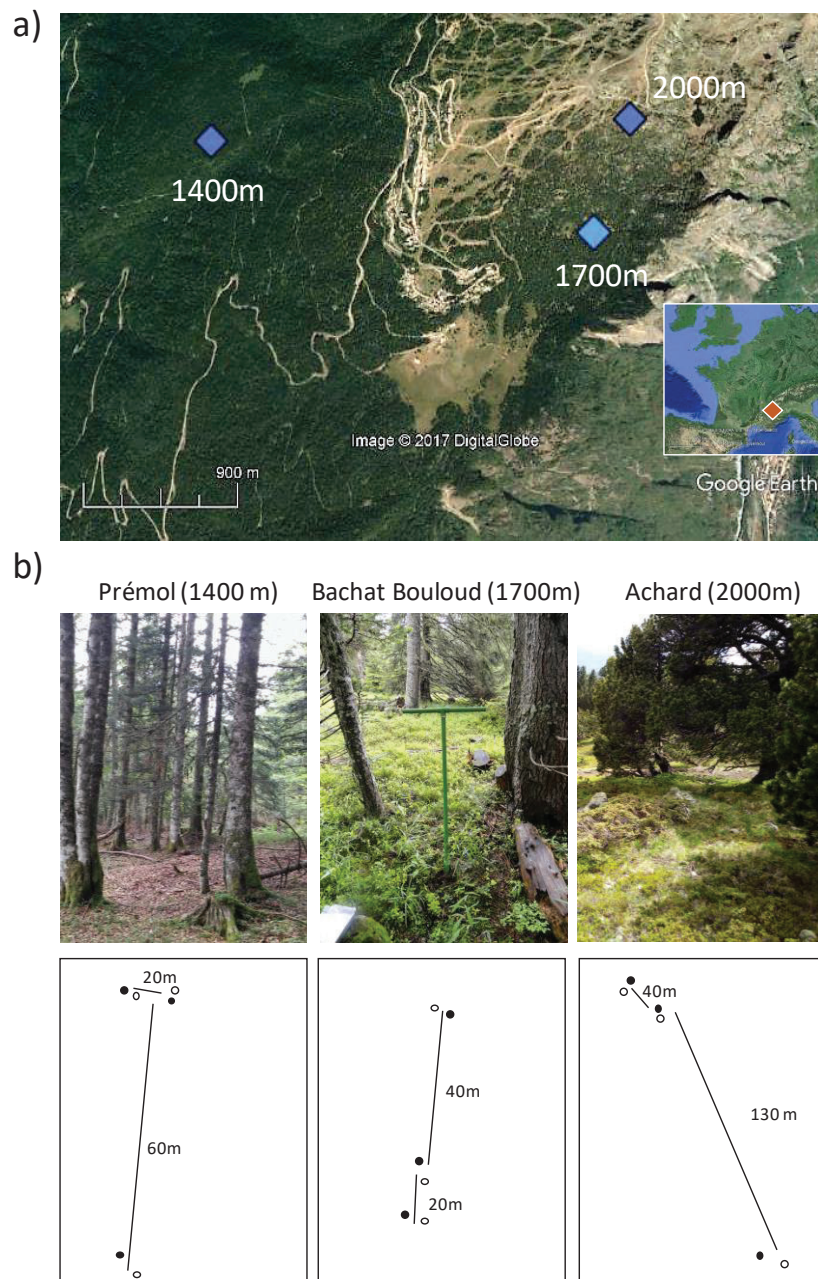 a)
2000m
1400m
1700m
Image © 2017 DigitalGlobe
900 m
Google Earth
b)
Prémol (1400 m)
Bachat Bouloud (1700m)
Achard (2000m)
20m
60m
40m
20m
40m
130 m